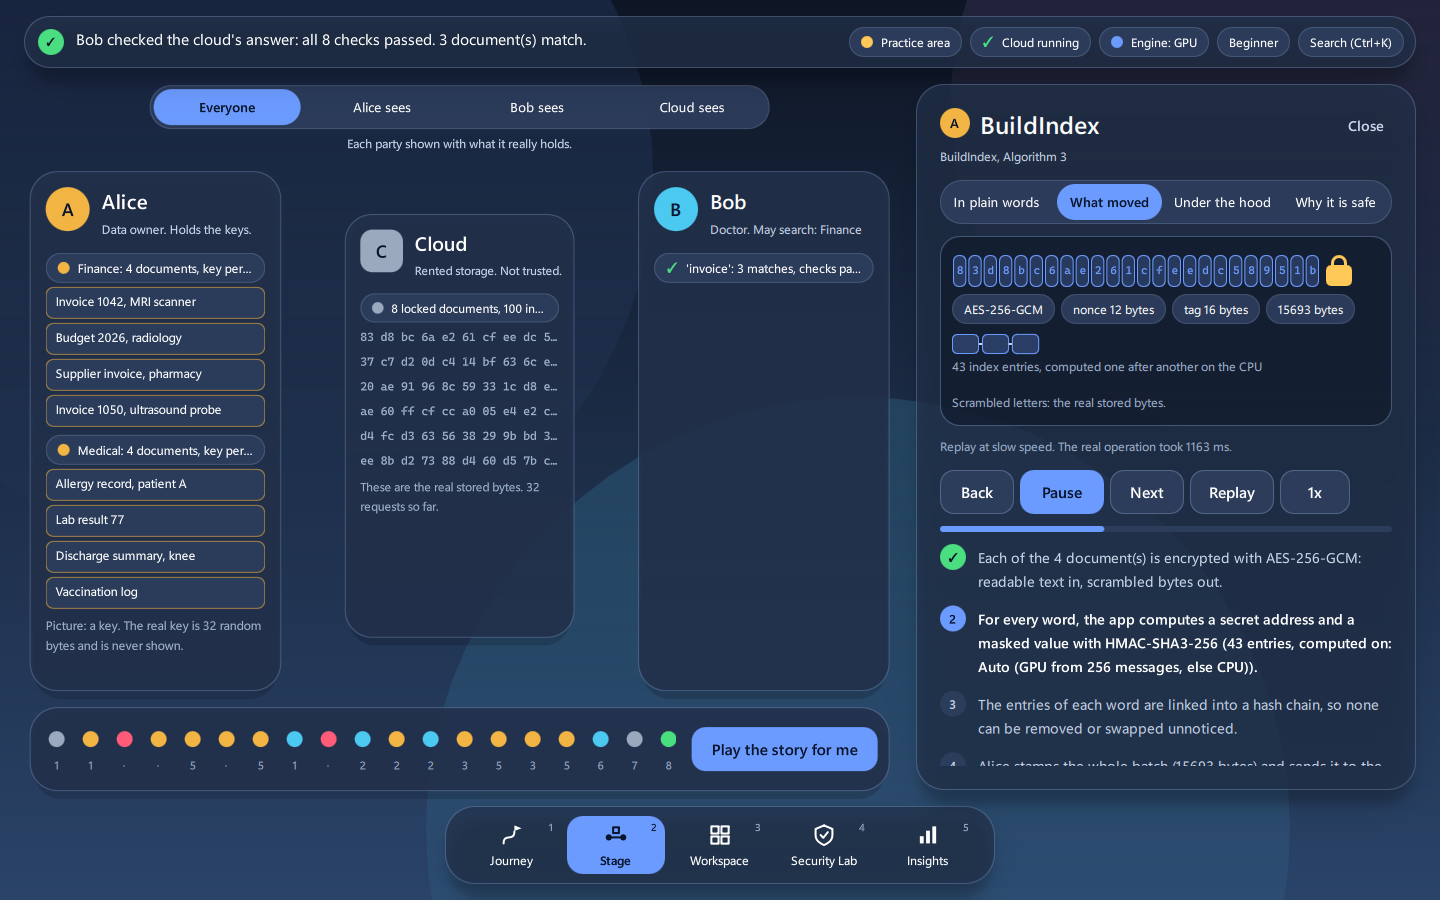 ✓ Bob checked the cloud's answer: all 8 checks passed. 3 document(s) match.
Practice area
✓ Cloud running
Engine: GPU
Beginner
Search (Ctrl+K)
Everyone
Alice sees
Bob sees
Cloud sees
Each party shown with what it really holds.
A
Alice
Data owner. Holds the keys.
Finance: 4 documents, key per...
Invoice 1042, MRI scanner
Budget 2026, radiology
Supplier invoice, pharmacy
Invoice 1050, ultrasound probe
Medical: 4 documents, key per...
Allergy record, patient A
Lab result 77
Discharge summary, knee
Vaccination log
Picture: a key. The real key is 32 random
bytes and is never shown.
C
Cloud
Rented storage. Not trusted.
8 locked documents, 100 in...
83 d8 bc 6a e2 61 cf ee dc 5...
37 c7 d2 0d c4 14 bf 63 6c e...
20 ae 91 96 8c 59 33 1c d8 e...
ae 60 ff cf cc a0 05 e4 e2 c...
d4 fc d3 63 56 38 29 9b bd 3...
ee 8b d2 73 88 d4 60 d5 7b c...
These are the real stored bytes. 32
requests so far.
B
Bob
Doctor. May search: Finance
✓ 'invoice': 3 matches, checks pa...
1 1 · · 5 · 5 1 · 2 2 2 3 5 3 5 6 7 8
Play the story for me
A
BuildIndex
Close
BuildIndex, Algorithm 3
In plain words
What moved
Under the hood
Why it is safe
8 3 d 8 b c 6 a e 2 6 1 c f e e d c 5 8 9 5 1 b
AES-256-GCM
nonce 12 bytes
tag 16 bytes
15693 bytes
43 index entries, computed one after another on the CPU
Scrambled letters: the real stored bytes.
Replay at slow speed. The real operation took 1163 ms.
Back
Pause
Next
Replay
1x
✓ Each of the 4 document(s) is encrypted with AES-256-GCM:
readable text in, scrambled bytes out.
2 For every word, the app computes a secret address and a
masked value with HMAC-SHA3-256 (43 entries, computed on:
Auto (GPU from 256 messages, else CPU)).
3 The entries of each word are linked into a hash chain, so none
can be removed or swapped unnoticed.
4 Alice stamps the whole batch (15693 bytes) and sends it to the
Journey 1
Stage 2
Workspace 3
Security Lab 4
Insights 5